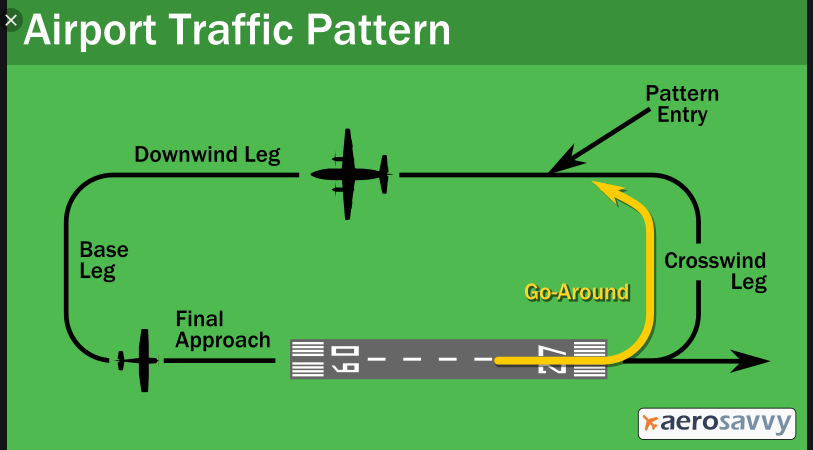 Airport Traffic Pattern
Pattern
Entry
Downwind Leg
Base
Leg
Crosswind
Leg
Go-Around
Final
Approach
09
27
aerosavvy